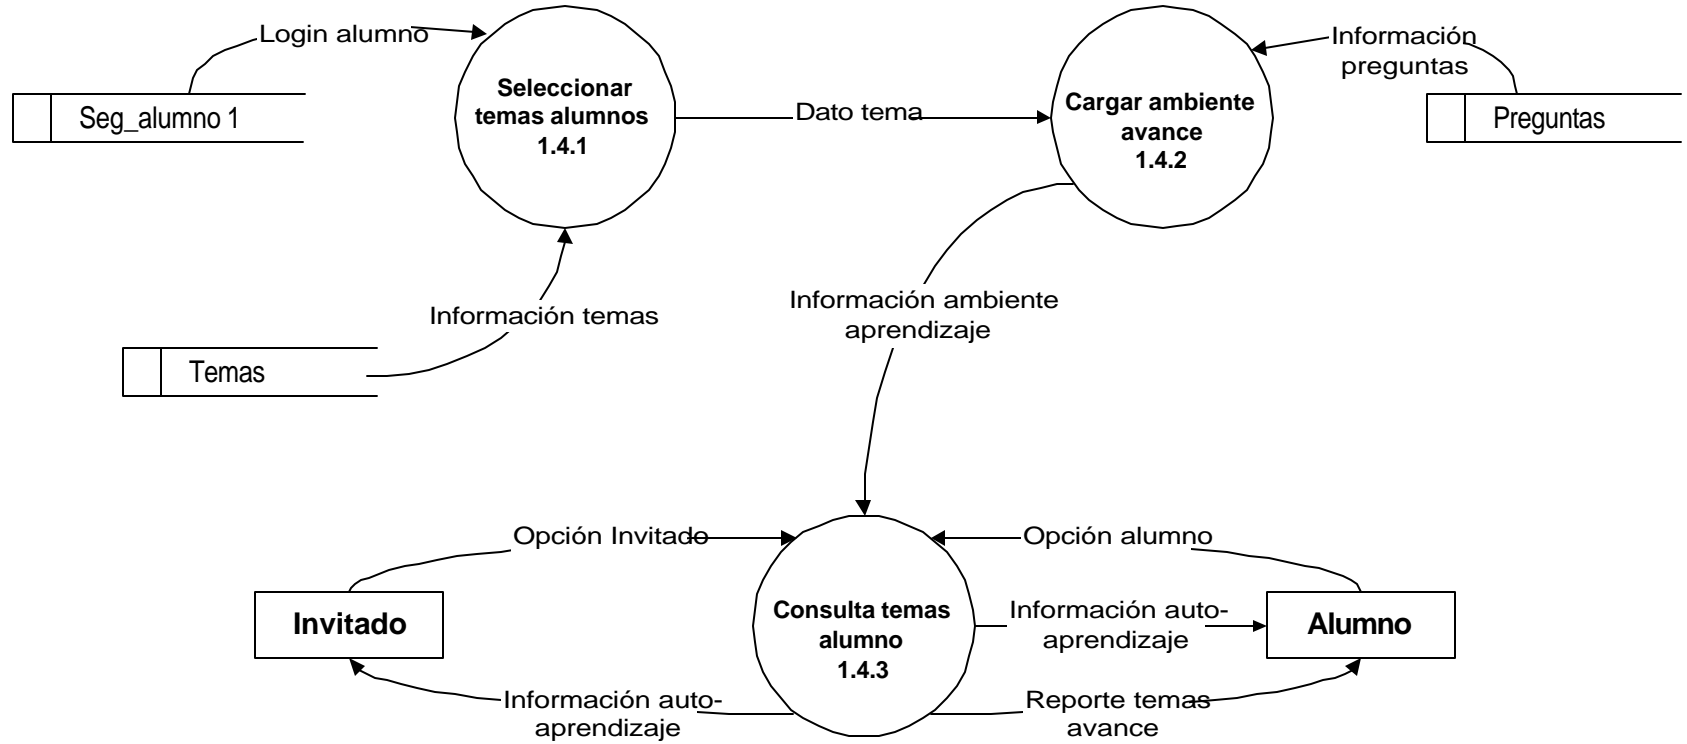 Login alumno
Información
preguntas
Seleccionar
temas alumnos
1.4.1
Cargar ambiente
avance
1.4.2
Seg_alumno 1
Dato tema
Preguntas
Información temas
Información ambiente
aprendizaje
Temas
Opción Invitado
Opción alumno
Invitado
Consulta temas
alumno
1.4.3
Información auto-
aprendizaje
Alumno
Información auto-
aprendizaje
Reporte temas
avance